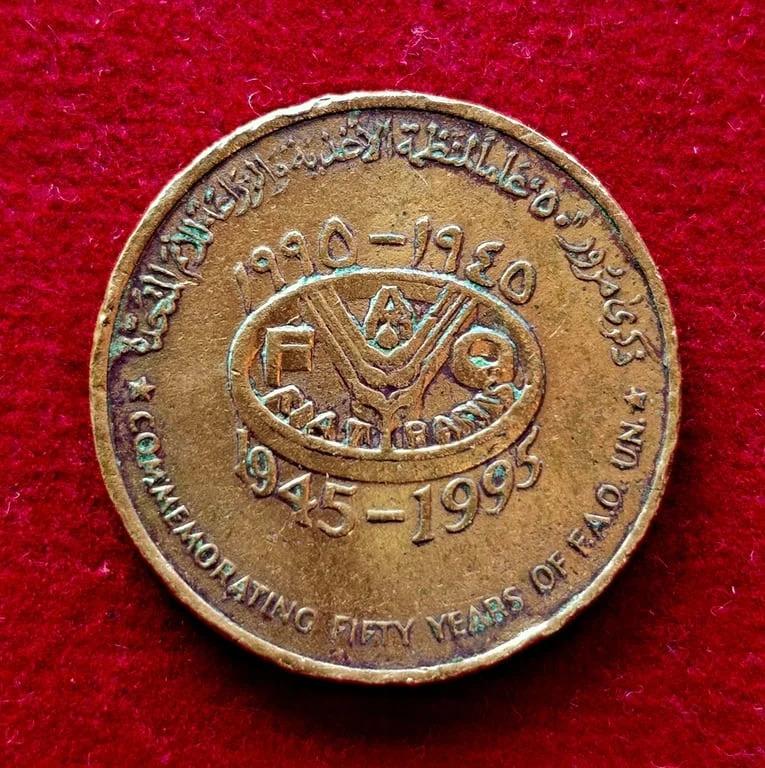 ذكرى مرور ٥٠ عاماً لمنظمة الأغذية والزراعة للأمم المتحدة
١٩٤٥ - ١٩٩٥
F A O
FIAT PANIS
1945 - 1995
★ COMMEMORATING FIFTY YEARS OF F.A.O. U.N. ★